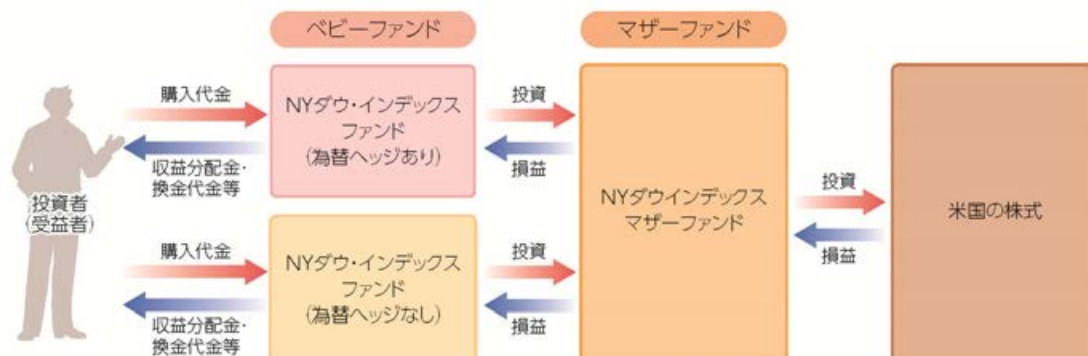 ベビーファンド
マザーファンド
購入代金
収益分配金・
換金代金等
NYダウ・インデックス
ファンド
(為替ヘッジあり)
投資
損益
投資者
(受益者)
購入代金
収益分配金・
換金代金等
NYダウ・インデックス
ファンド
(為替ヘッジなし)
投資
損益
NYダウインデックス
マザーファンド
投資
損益
米国の株式